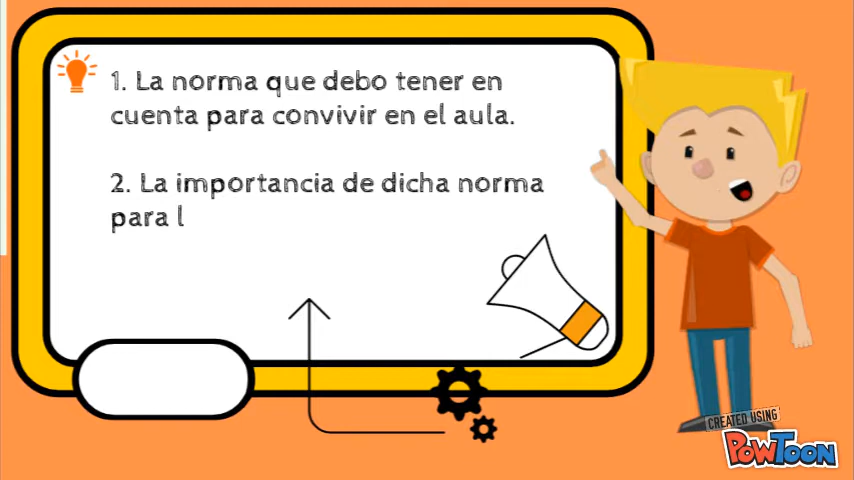 1. La norma que debo tener en
cuenta para convivir en el aula.
2. La importancia de dicha norma
para l
CREATED USING
POWTOON